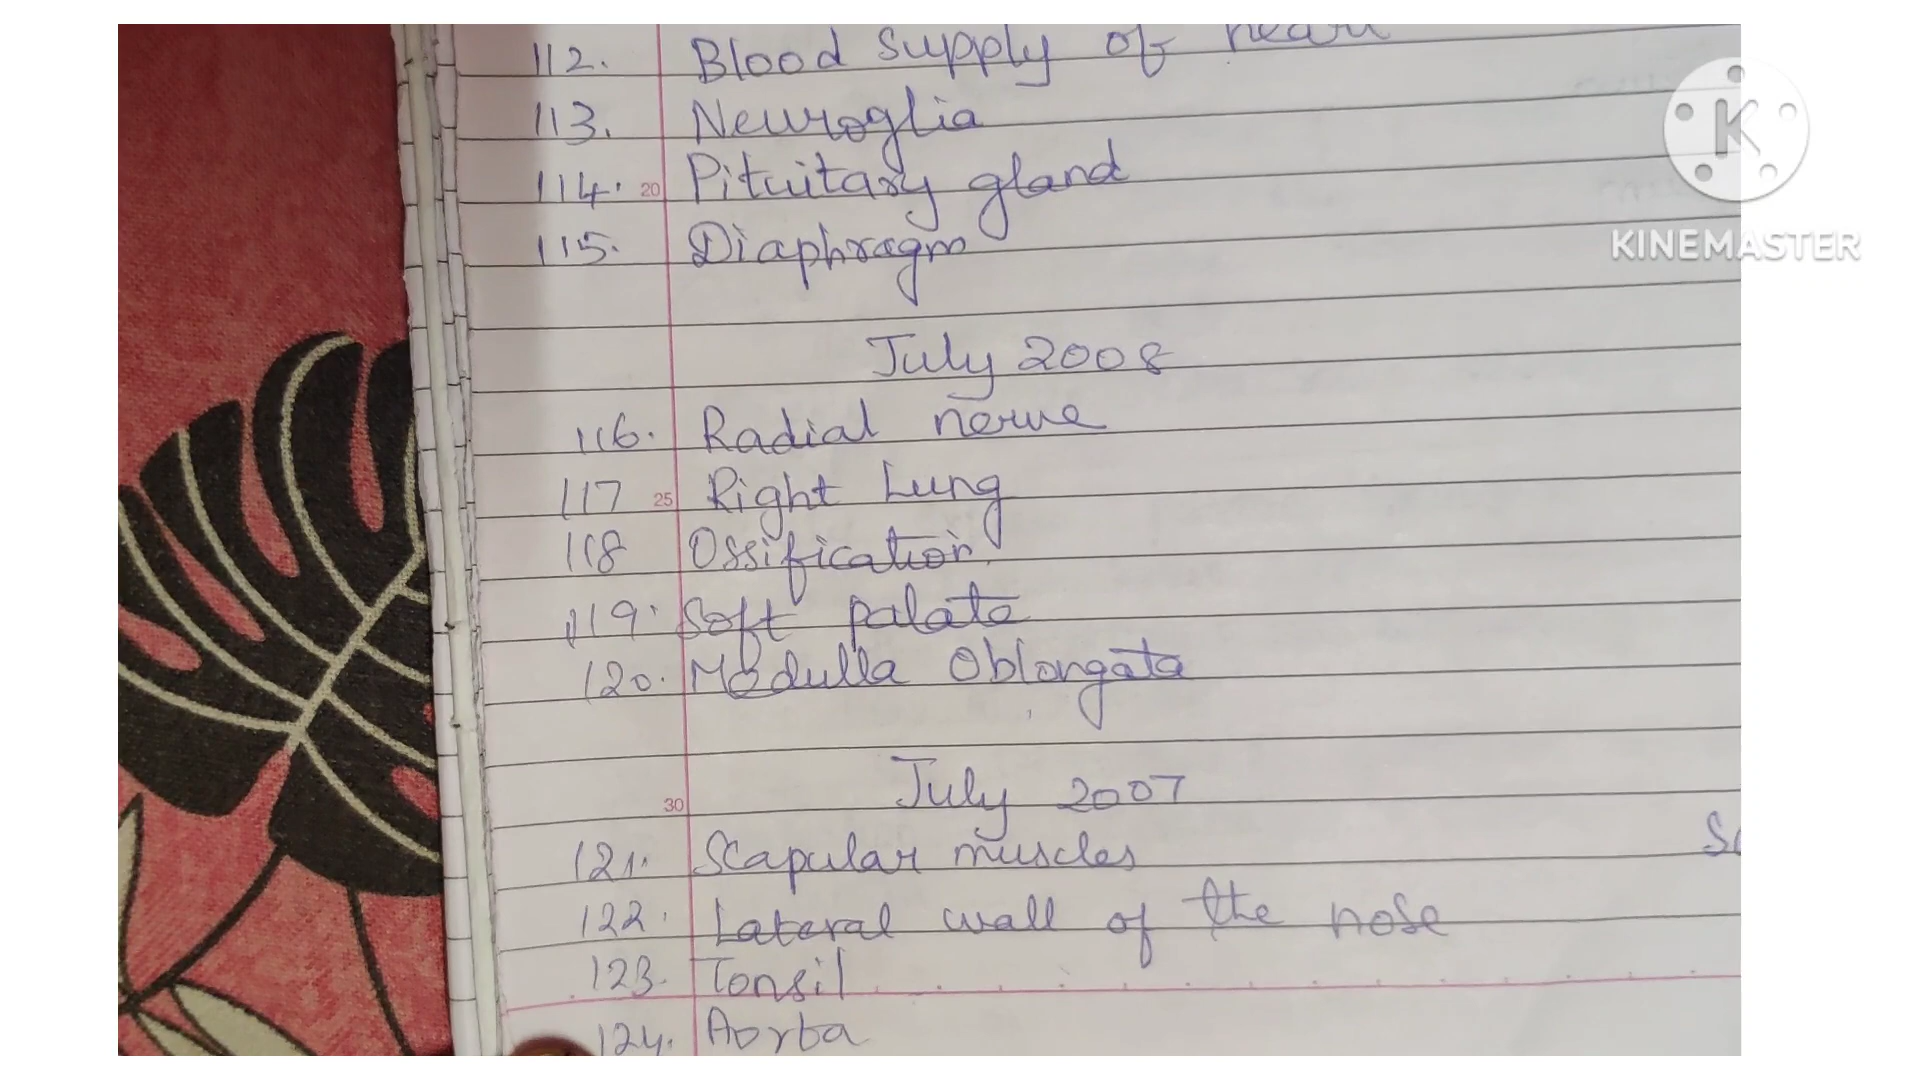 112. Blood supply of heart
113. Neuroglia
114. 20 Pituitary gland
115. Diaphragm
July 2008
116. Radial nerve
117 25 Right Lung
118 Ossification
119. Soft palate
120. Medulla Oblongata
July 2007
30
121. Scapular muscles
122. Lateral wall of the nose
123. Tonsil
124. Aorta
K
KINEMASTER